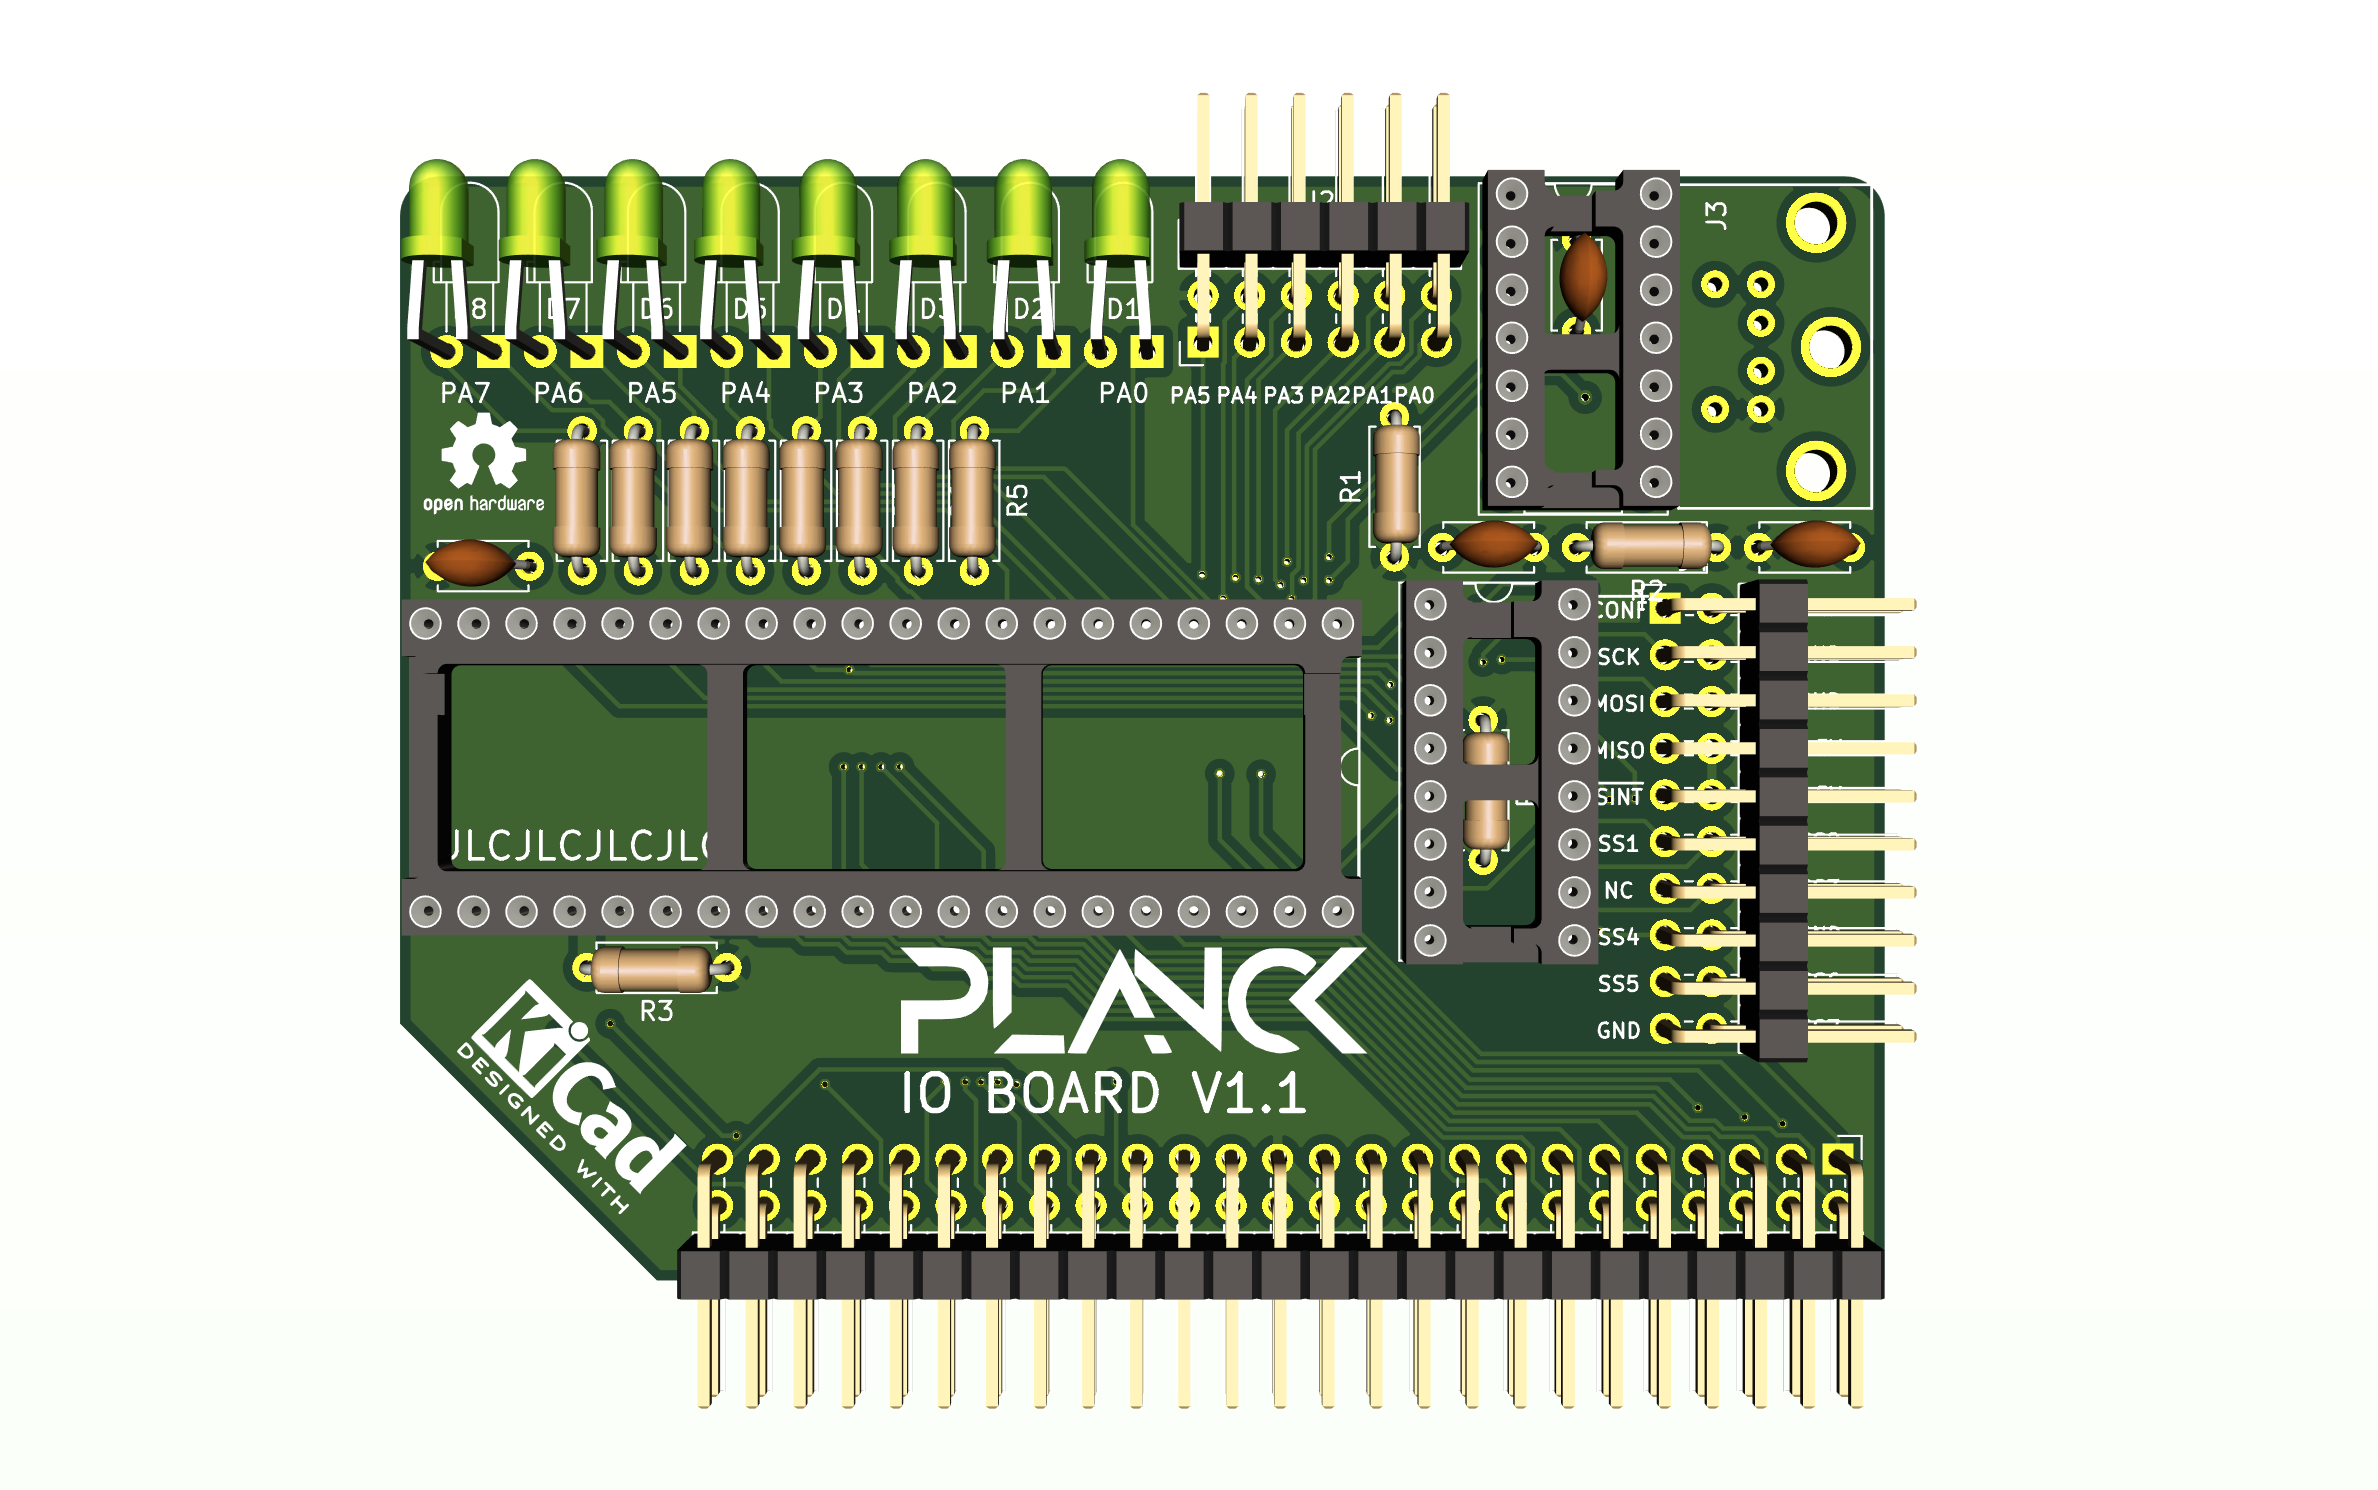 J3
D7 D6 D5 D3 D2 D1
PA7 PA6 PA5 PA4 PA3 PA2 PA1 PA0
PA5 PA4 PA3 PA2 PA1 PA0
open hardware
R5
R1
R2
CONF
SCK
MOSI
MISO
SINT
SS1
NC
SS4
SS5
GND
JLCJLCJLCJLC
R3
PLANCK
IO BOARD V1.1
KiCad
DESIGNED WITH